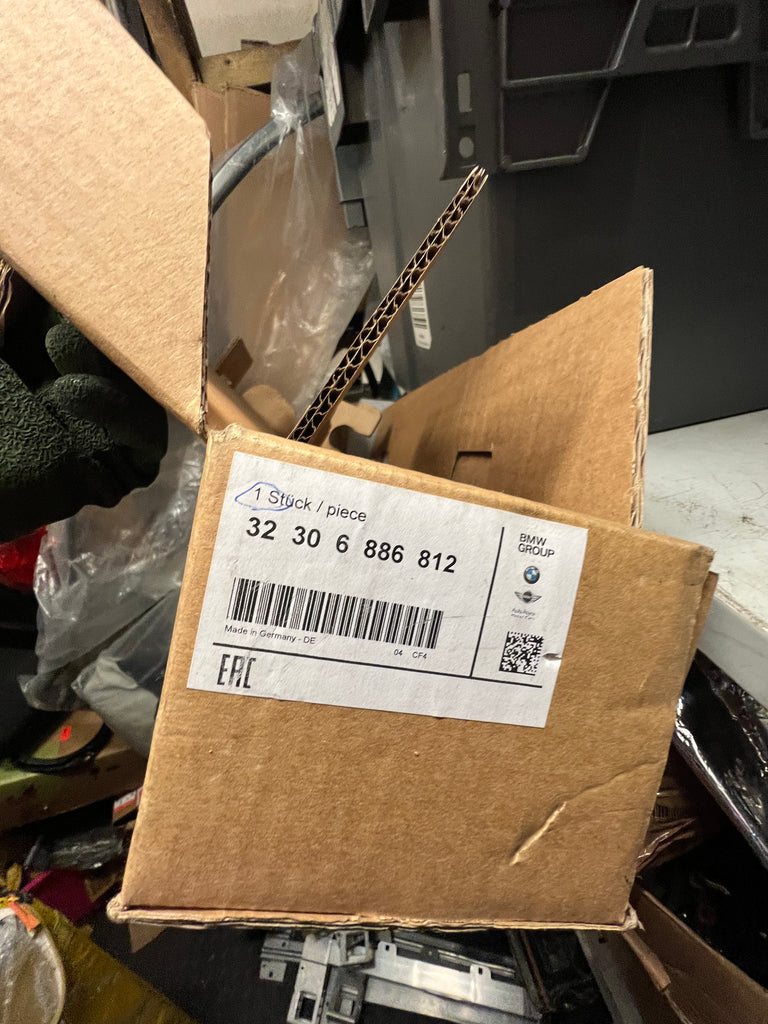 1 Stück / piece
32 30 6 886 812
Made in Germany - DE
04 CF4
EAC
BMW
GROUP